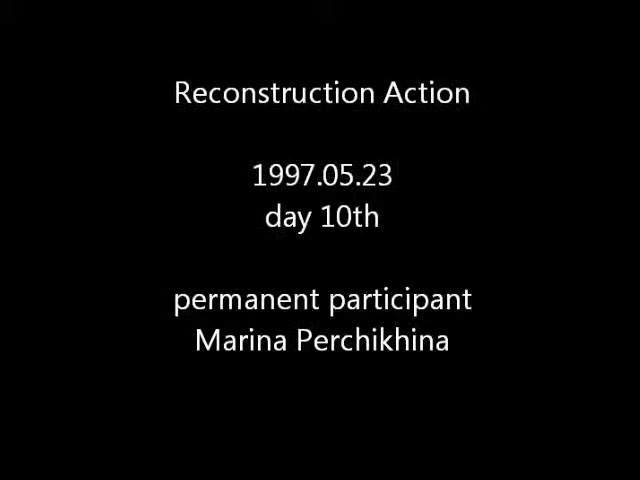 Reconstruction Action
1997.05.23
day 10th
permanent participant
Marina Perchikhina